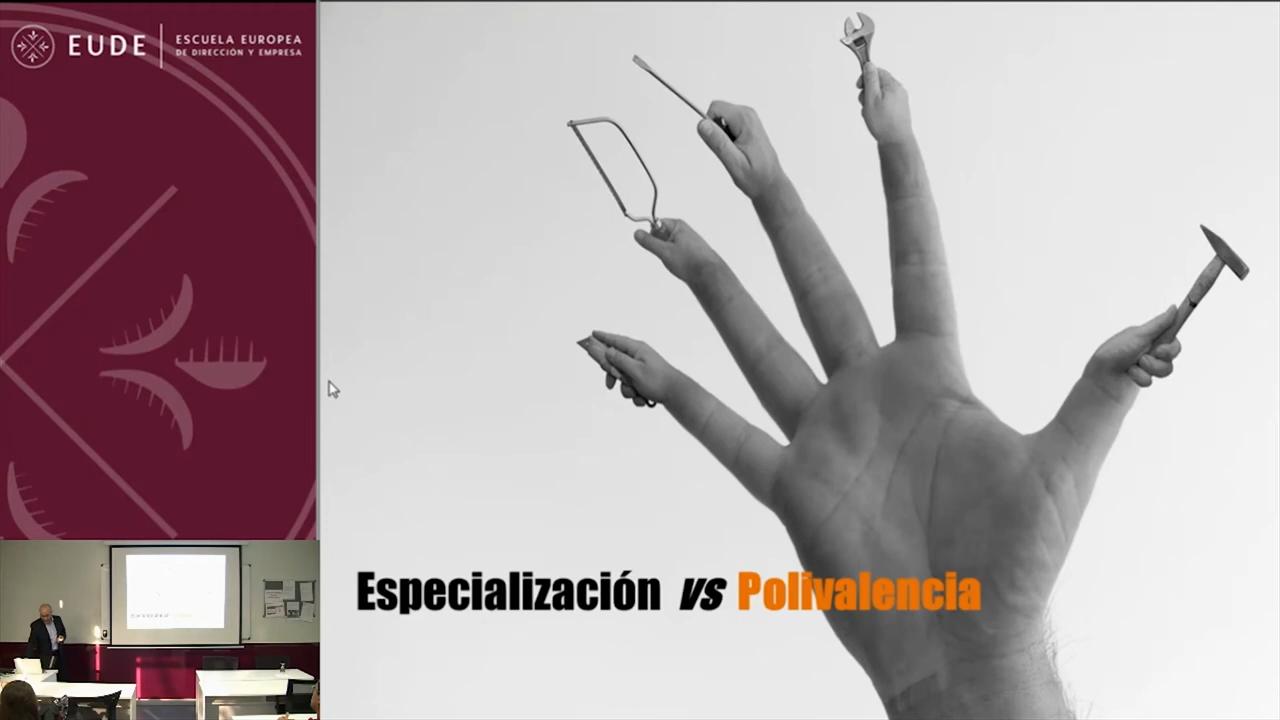 EUDE
ESCUELA EUROPEA
DE DIRECCIÓN Y EMPRESA
Especialización vs Polivalencia